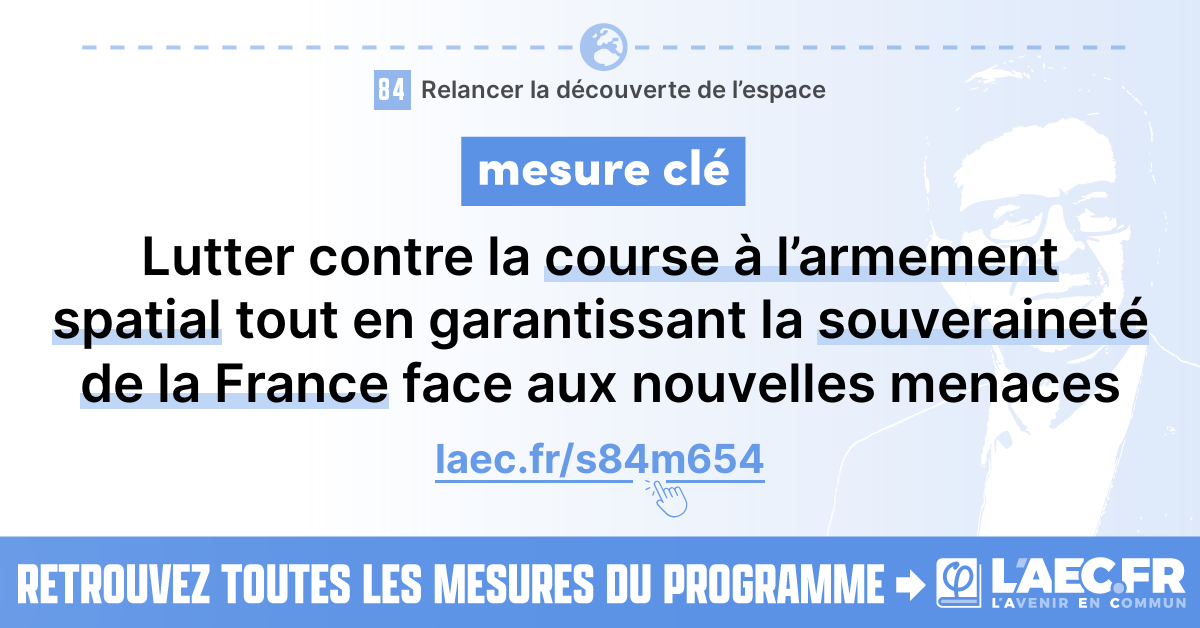 84 Relancer la découverte de l’espace
mesure clé
Lutter contre la course à l’armement
spatial tout en garantissant la souveraineté
de la France face aux nouvelles menaces
laec.fr/s84m654
RETROUVEZ TOUTES LES MESURES DU PROGRAMME
φ L'AEC.FR
L'AVENIR EN COMMUN